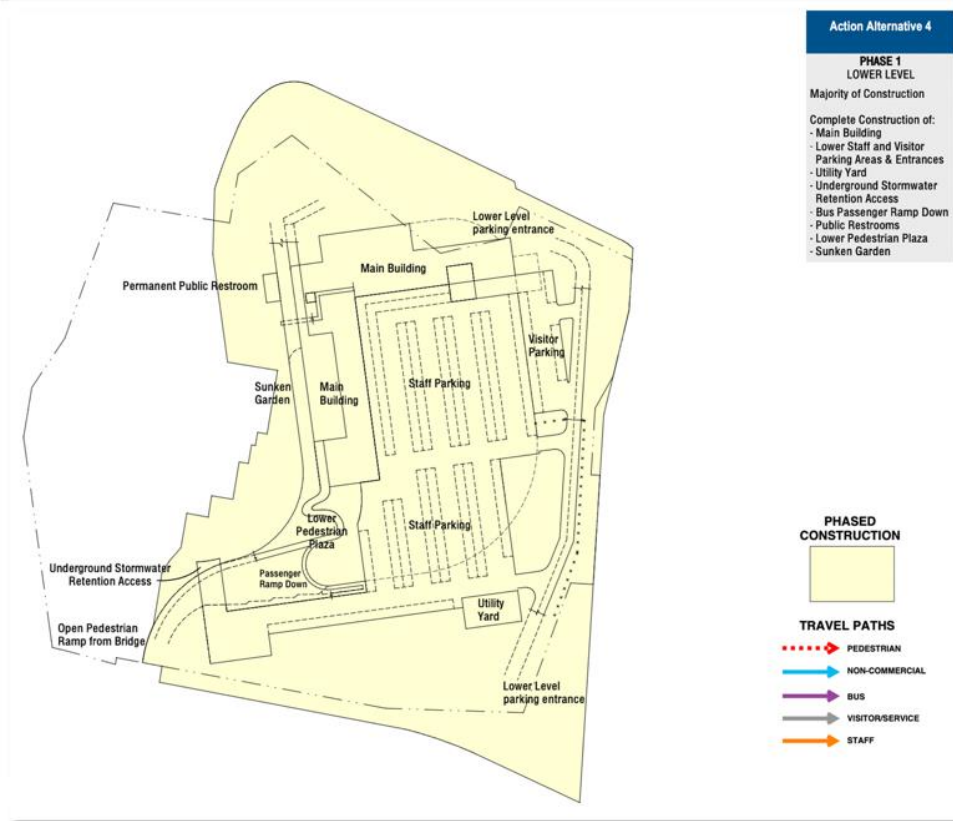 Action Alternative 4
PHASE 1
LOWER LEVEL
Majority of Construction
Complete Construction of:
- Main Building
- Lower Staff and Visitor
Parking Areas & Entrances
- Utility Yard
- Underground Stormwater
Retention Access
- Bus Passenger Ramp Down
- Public Restrooms
- Lower Pedestrian Plaza
- Sunken Garden
Lower Level
parking entrance
Main Building
Permanent Public Restroom
Visitor
Parking
Sunken
Garden
Main
Building
Staff Parking
Lower
Pedestrian
Plaza
Staff Parking
Underground Stormwater
Retention Access
Passenger
Ramp Down
Utility
Yard
Open Pedestrian
Ramp from Bridge
Lower Level
parking entrance
PHASED
CONSTRUCTION
TRAVEL PATHS
PEDESTRIAN
NON-COMMERCIAL
BUS
VISITOR/SERVICE
STAFF